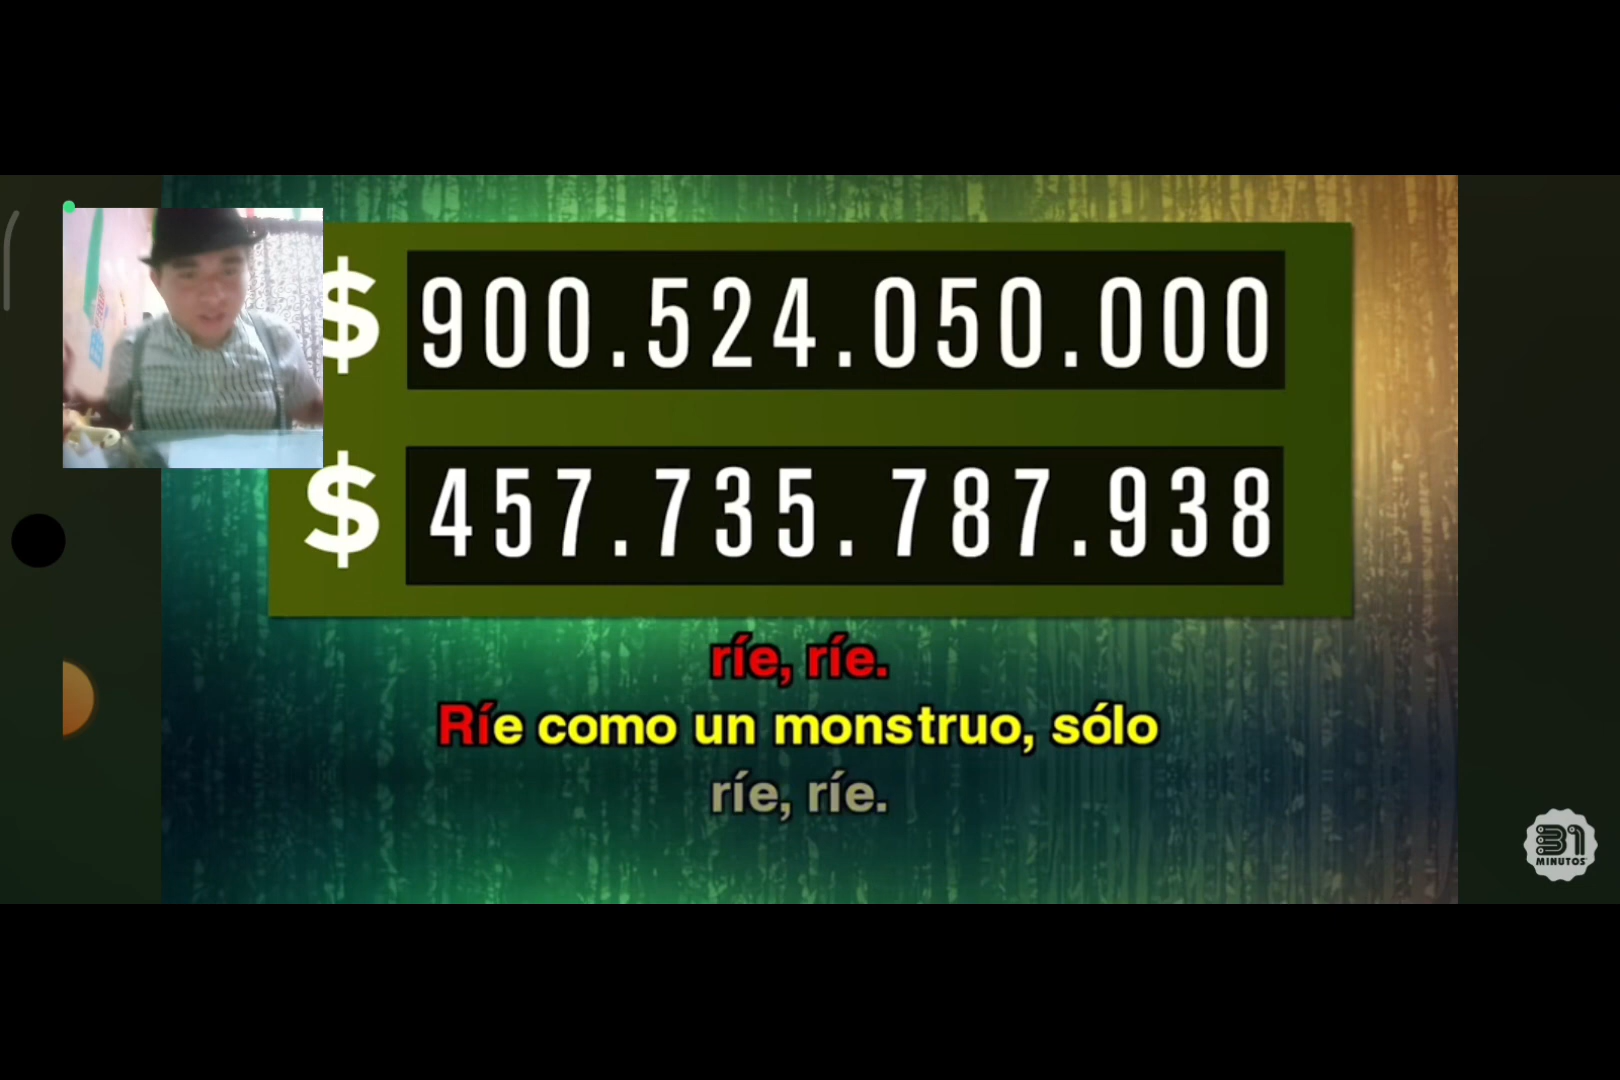 $ 900.524.050.000
$ 457.735.787.938
ríe, ríe.
Ríe como un monstruo, sólo
ríe, ríe.
31
MINUTOS